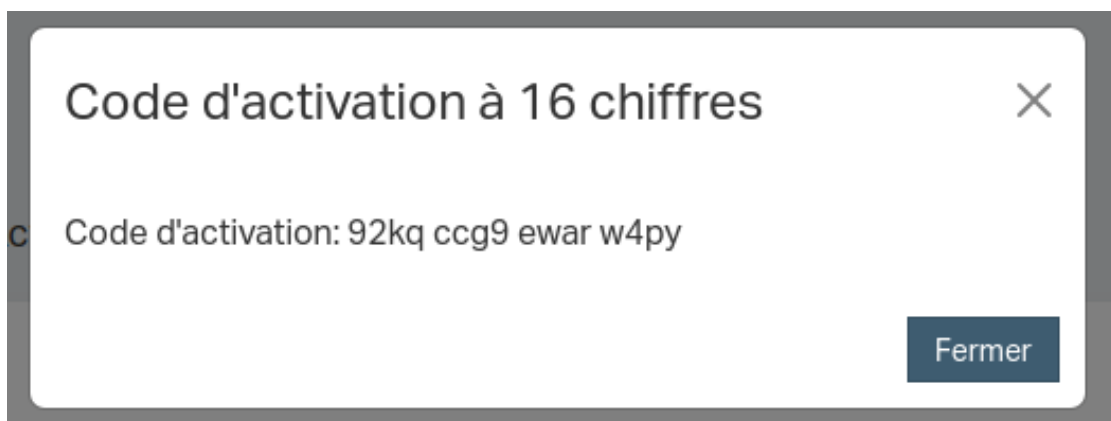 Code d'activation à 16 chiffres
c
Code d'activation: 92kq ccg9 ewar w4py
Fermer